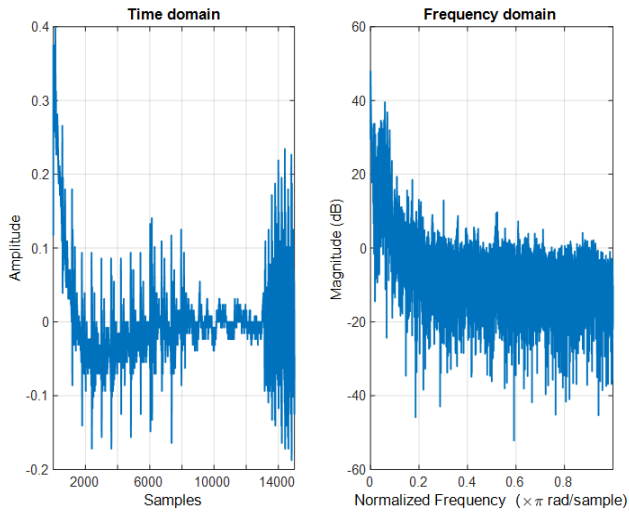 Time domain
Amplitude
0.4
0.3
0.2
0.1
0
-0.1
-0.2
2000 6000 10000 14000
Samples
Frequency domain
Magnitude (dB)
60
40
20
0
-20
-40
-60
0 0.2 0.4 0.6 0.8
Normalized Frequency (×π rad/sample)